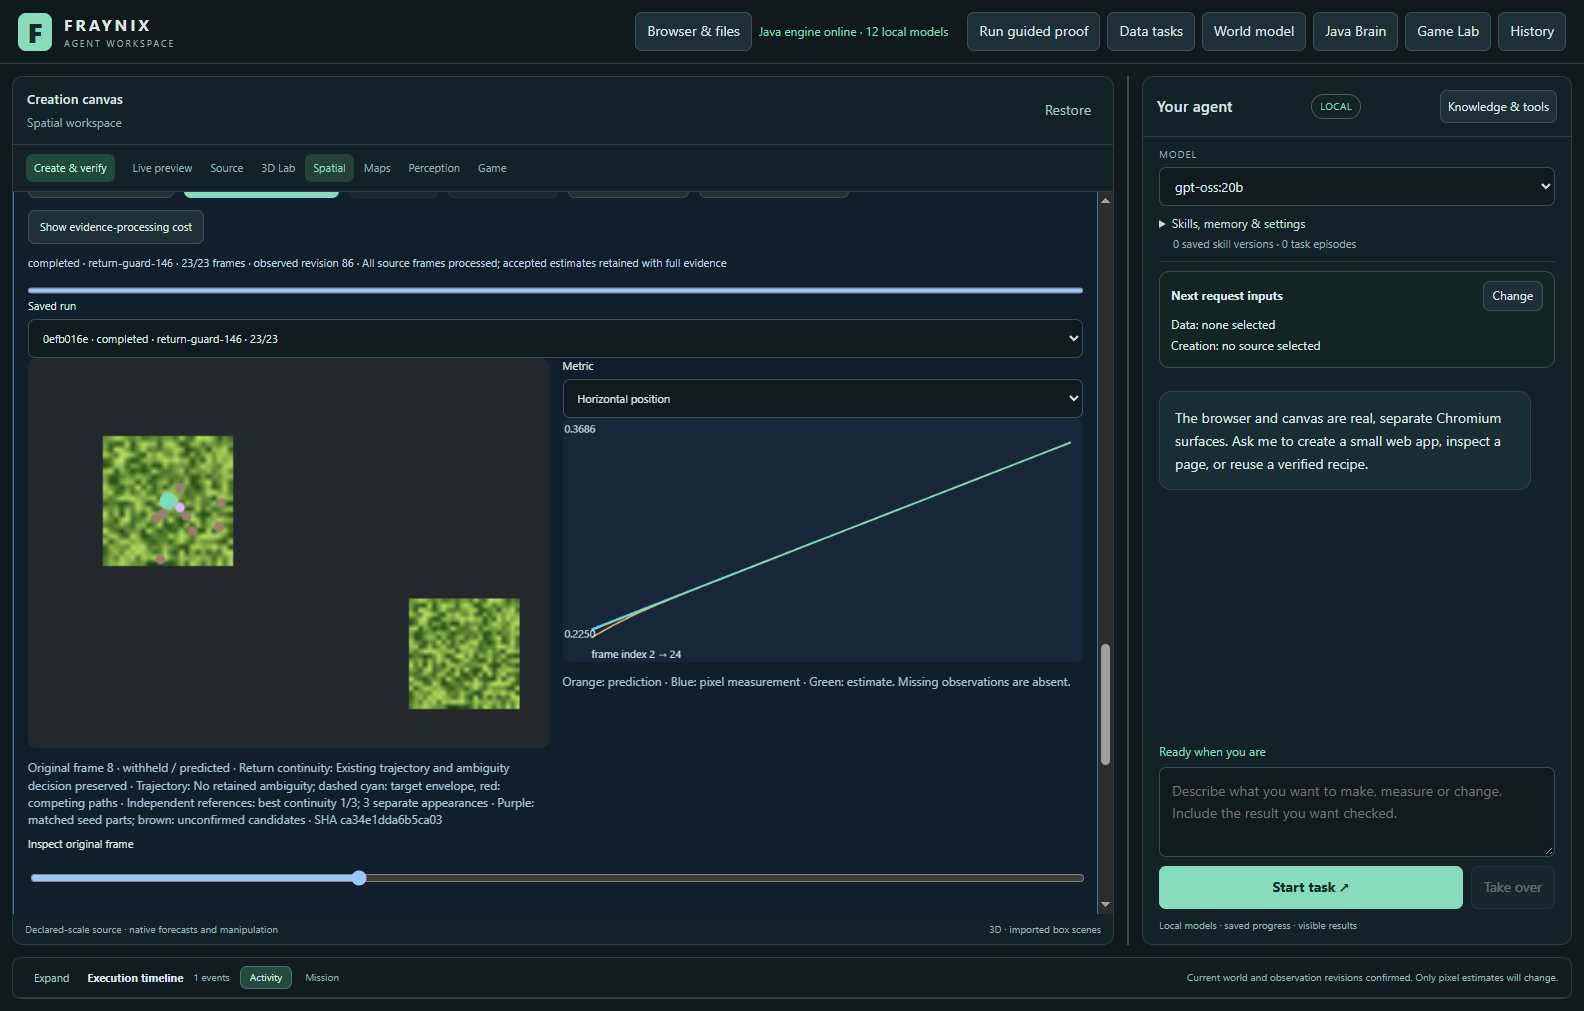 F
FRAYNIX
AGENT WORKSPACE
Browser & files
Java engine online · 12 local models
Run guided proof
Data tasks
World model
Java Brain
Game Lab
History
Creation canvas
Spatial workspace
Restore
Create & verify
Live preview
Source
3D Lab
Spatial
Maps
Perception
Game
Show evidence-processing cost
completed · return-guard-146 · 23/23 frames · observed revision 86 · All source frames processed; accepted estimates retained with full evidence
Saved run
0efb016e · completed · return-guard-146 · 23/23
Metric
Horizontal position
0.3686
0.2250
frame index 2 → 24
Orange: prediction · Blue: pixel measurement · Green: estimate. Missing observations are absent.
Original frame 8 · withheld / predicted · Return continuity: Existing trajectory and ambiguity
decision preserved · Trajectory: No retained ambiguity; dashed cyan: target envelope, red:
competing paths · Independent references: best continuity 1/3; 3 separate appearances · Purple:
matched seed parts; brown: unconfirmed candidates · SHA ca34e1dda6b5ca03
Inspect original frame
Declared-scale source · native forecasts and manipulation
3D · imported box scenes
Your agent
LOCAL
Knowledge & tools
MODEL
gpt-oss:20b
Skills, memory & settings
0 saved skill versions · 0 task episodes
Next request inputs
Change
Data: none selected
Creation: no source selected
The browser and canvas are real, separate Chromium
surfaces. Ask me to create a small web app, inspect a
page, or reuse a verified recipe.
Ready when you are
Describe what you want to make, measure or change.
Include the result you want checked.
Start task ↗
Take over
Local models · saved progress · visible results
Expand
Execution timeline
1 events
Activity
Mission
Current world and observation revisions confirmed. Only pixel estimates will change.